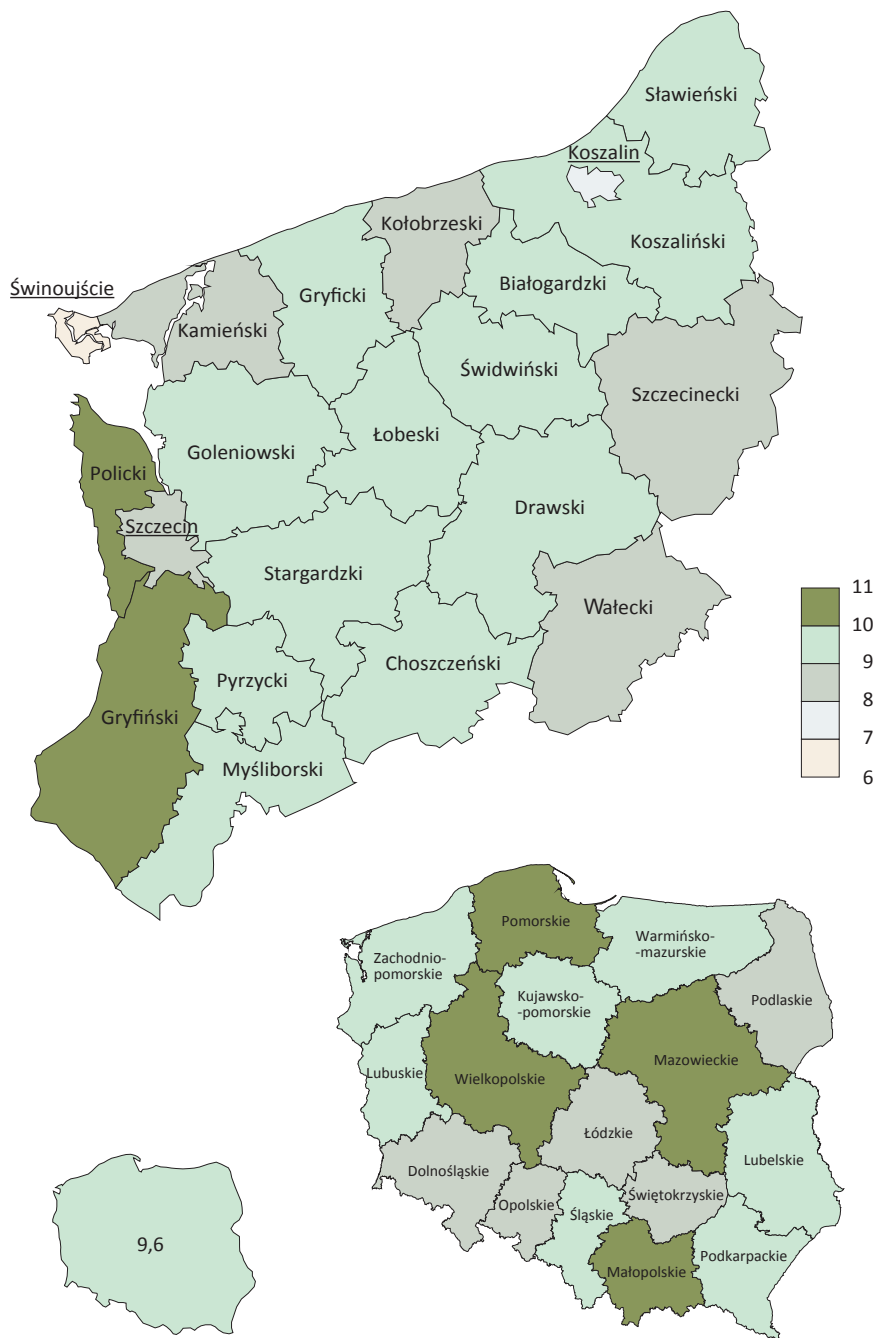 Sławieński
Koszalin
Kołobrzeski
Koszaliński
Białogardzki
Gryficki
Świnoujście
Kamieński
Świdwiński
Szczecinecki
Łobeski
Goleniowski
Policki
Drawski
Szczecin
Stargardzki
Wałecki
Choszczeński
Pyrzycki
Gryfiński
Myśliborski
11
10
9
8
7
6
Pomorskie
Warmińsko-
-mazurskie
Zachodnio-
pomorskie
Kujawsko-
-pomorskie
Podlaskie
Mazowieckie
Lubuskie
Wielkopolskie
Łódzkie
Lubelskie
Dolnośląskie
Opolskie
Świętokrzyskie
Śląskie
Podkarpackie
Małopolskie
9,6